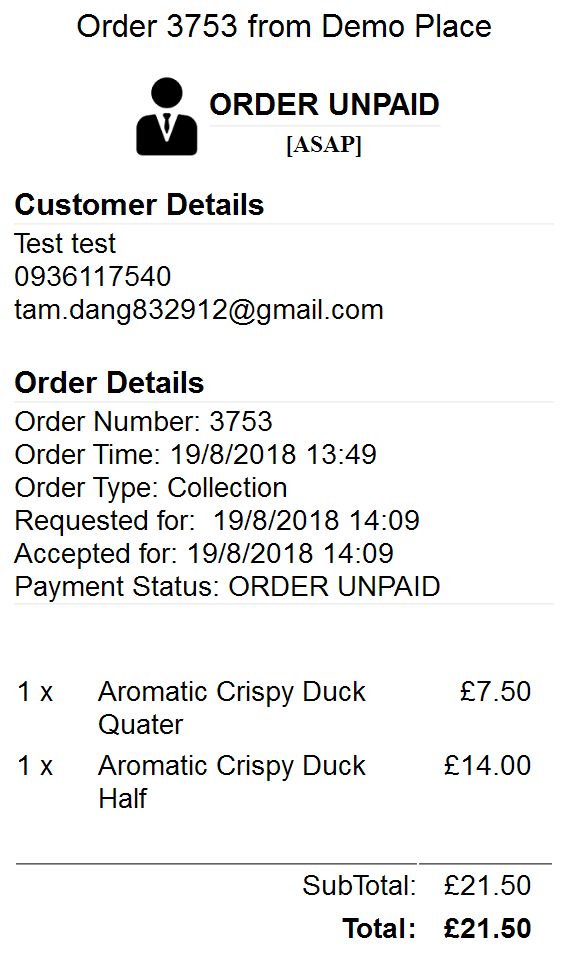 Order 3753 from Demo Place
ORDER UNPAID
[ASAP]
Customer Details
Test test
0936117540
tam.dang832912@gmail.com
Order Details
Order Number: 3753
Order Time: 19/8/2018 13:49
Order Type: Collection
Requested for:  19/8/2018 14:09
Accepted for: 19/8/2018 14:09
Payment Status: ORDER UNPAID
1 x Aromatic Crispy Duck £7.50
Quater
1 x Aromatic Crispy Duck £14.00
Half
SubTotal: £21.50
Total: £21.50